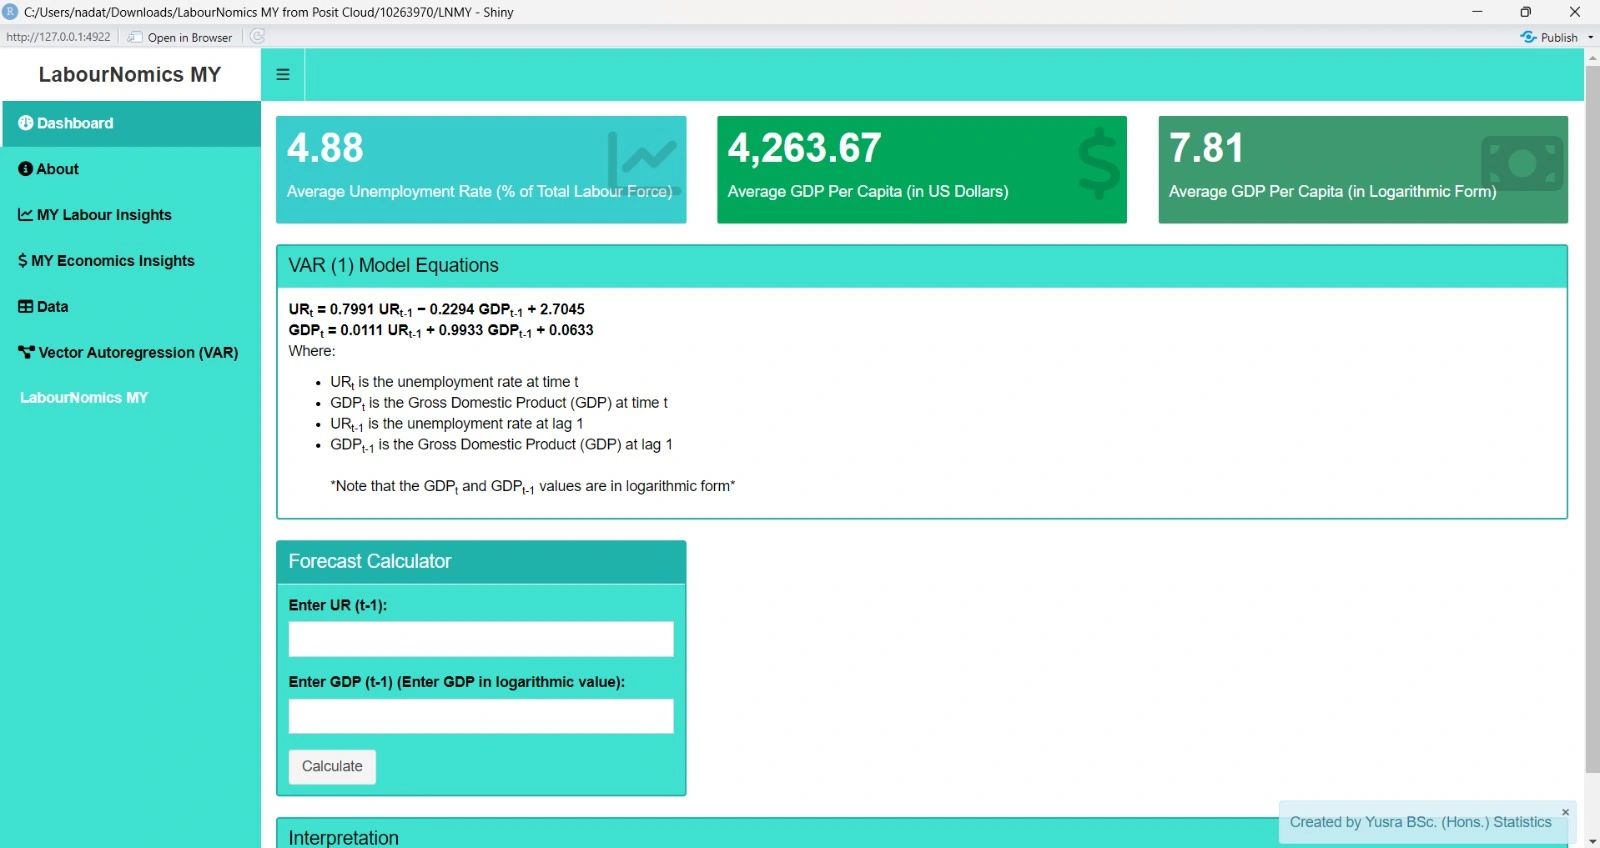 C:/Users/nadat/Downloads/LabourNomics MY from Posit Cloud/10263970/LNMY - Shiny
http://127.0.0.1:4922 Open in Browser Publish
LabourNomics MY
Dashboard
About
MY Labour Insights
MY Economics Insights
Data
Vector Autoregression (VAR)
LabourNomics MY
4.88
Average Unemployment Rate (% of Total Labour Force)
4,263.67
Average GDP Per Capita (in US Dollars)
7.81
Average GDP Per Capita (in Logarithmic Form)
VAR (1) Model Equations
URt = 0.7991 URt-1 − 0.2294 GDPt-1 + 2.7045
GDPt = 0.0111 URt-1 + 0.9933 GDPt-1 + 0.0633
Where:
• URt is the unemployment rate at time t
• GDPt is the Gross Domestic Product (GDP) at time t
• URt-1 is the unemployment rate at lag 1
• GDPt-1 is the Gross Domestic Product (GDP) at lag 1
*Note that the GDPt and GDPt-1 values are in logarithmic form*
Forecast Calculator
Enter UR (t-1):
Enter GDP (t-1) (Enter GDP in logarithmic value):
Calculate
Interpretation
Created by Yusra BSc. (Hons.) Statistics